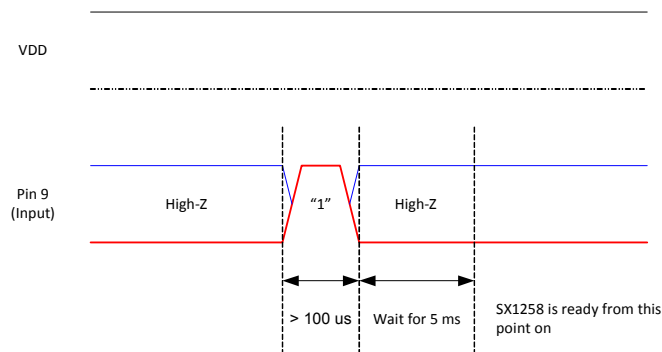 VDD
Pin 9
(Input)
High-Z
“1”
High-Z
> 100 us
Wait for 5 ms
SX1258 is ready from this
point on